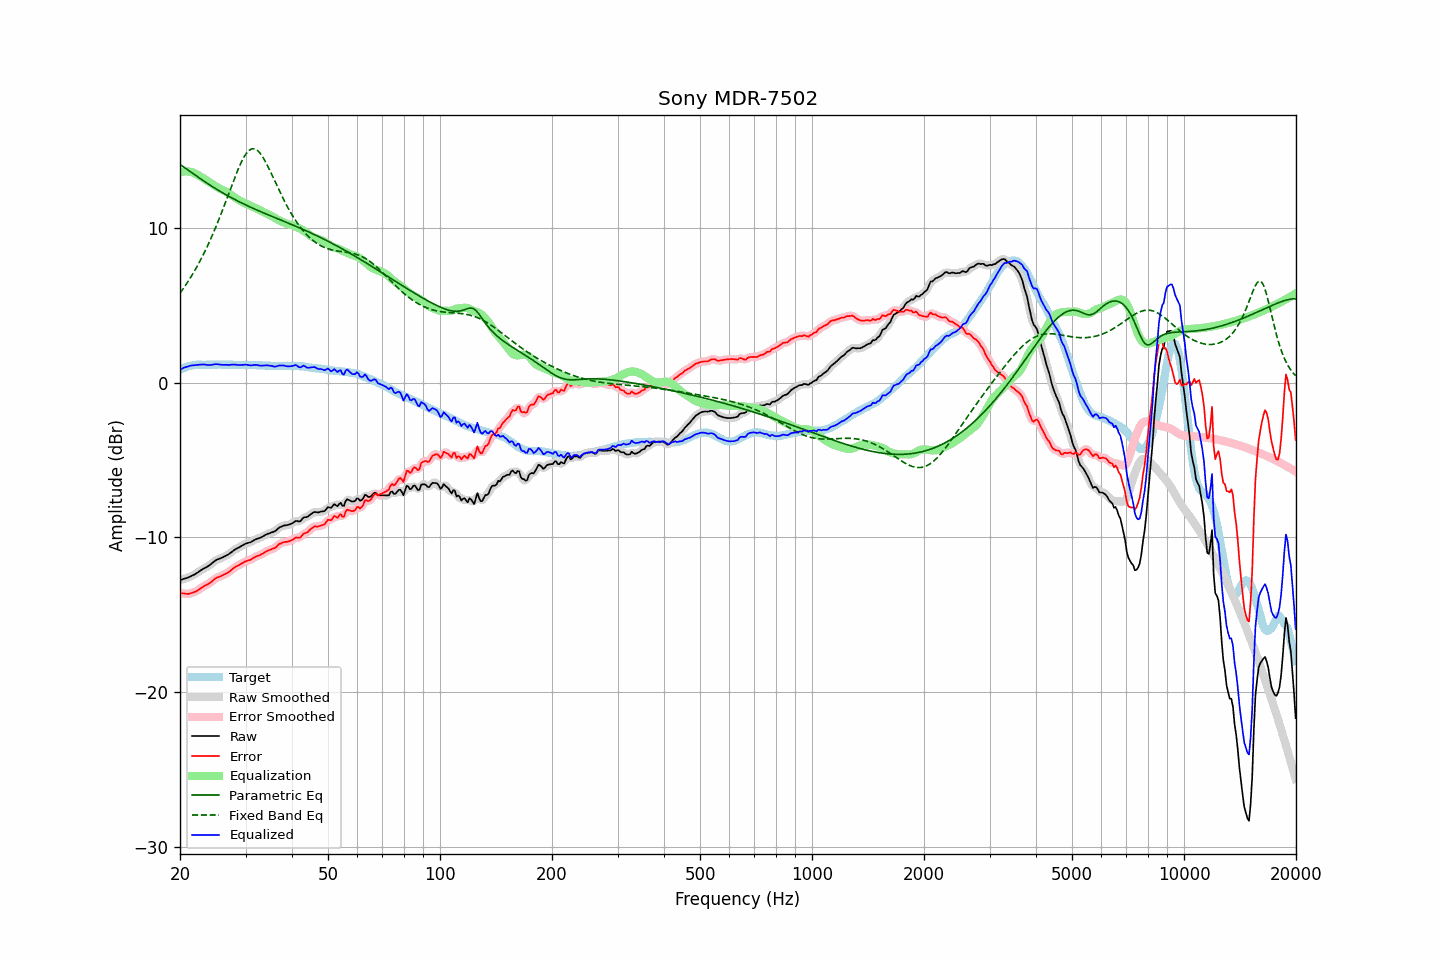 Sony MDR-7502
Amplitude (dBr)
10
0
−10
−20
−30
Target
Raw Smoothed
Error Smoothed
Raw
Error
Equalization
Parametric Eq
Fixed Band Eq
Equalized
20 50 100 200 500 1000 2000 5000 10000 20000
Frequency (Hz)